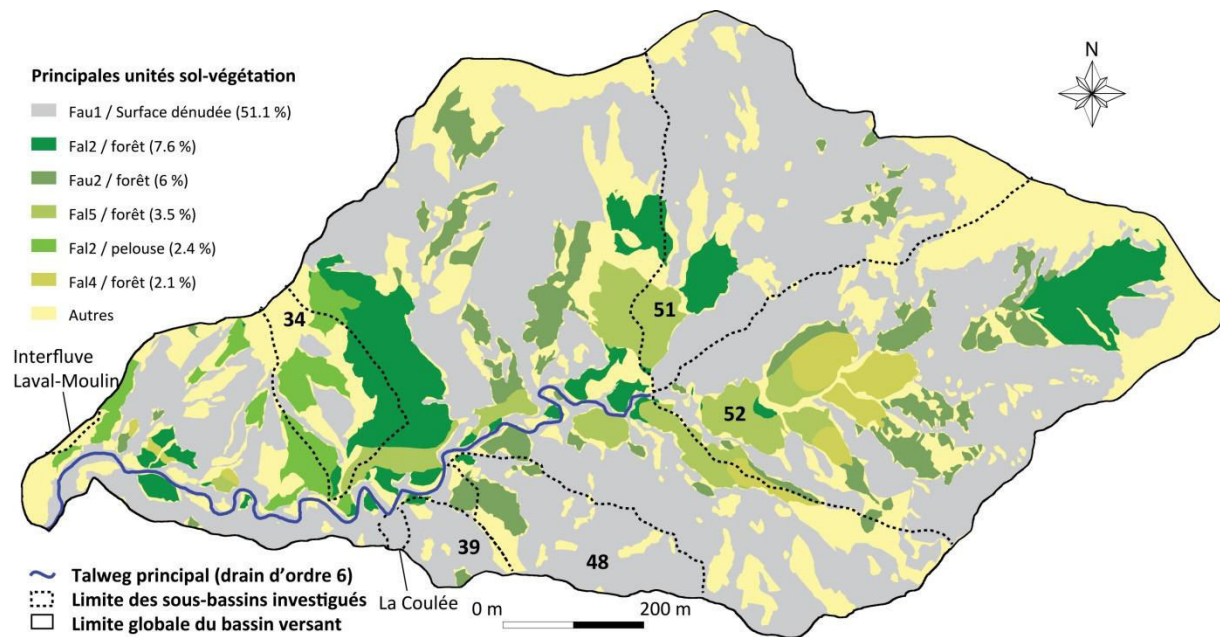 Principales unités sol-végétation
Fau1 / Surface dénudée (51.1 %)
Fal2 / forêt (7.6 %)
Fau2 / forêt (6 %)
Fal5 / forêt (3.5 %)
Fal2 / pelouse (2.4 %)
Fal4 / forêt (2.1 %)
Autres
N
34
51
52
39
48
Interfluve
Laval-Moulin
La Coulée
Talweg principal (drain d'ordre 6)
Limite des sous-bassins investigués
Limite globale du bassin versant
0 m
200 m